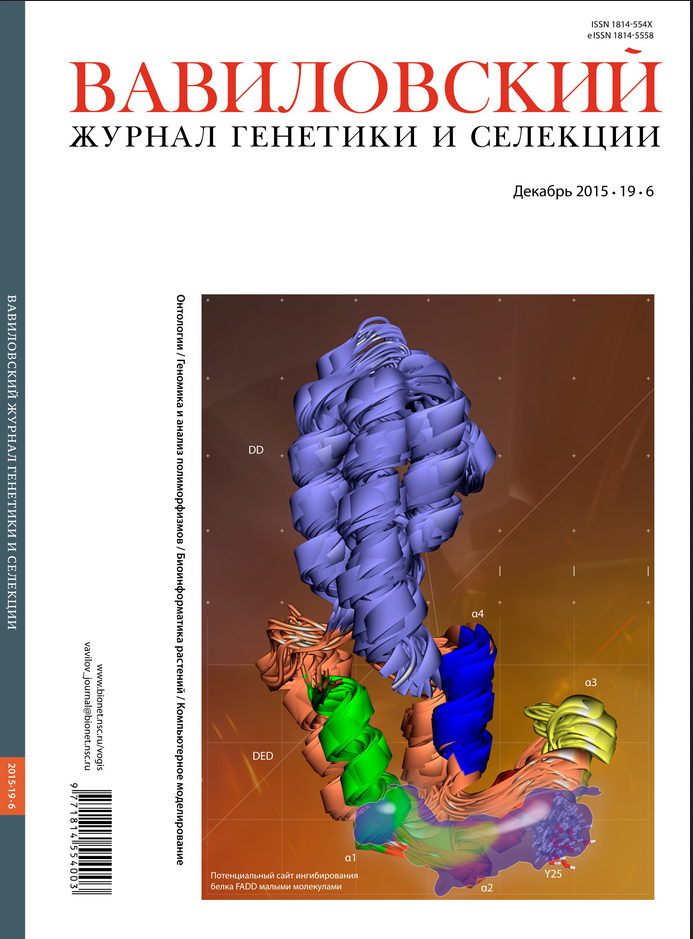 ISSN 1814-554X
eISSN 1814-5558
ВАВИЛОВСКИЙ
ЖУРНАЛ ГЕНЕТИКИ И СЕЛЕКЦИИ
Декабрь 2015 • 19 • 6
ВАВИЛОВСКИЙ ЖУРНАЛ ГЕНЕТИКИ И СЕЛЕКЦИИ
2015•19•6
Онтологии / Геномика и анализ полиморфизмов / Биоинформатика растений / Компьютерное моделирование
www.bionet.nsc.ru/vogis
vavilov_journal@bionet.nsc.ru
9 771814 554003
DD
α4
α3
DED
α1
Y25
α2
Потенциальный сайт ингибирования
белка FADD малыми молекулами